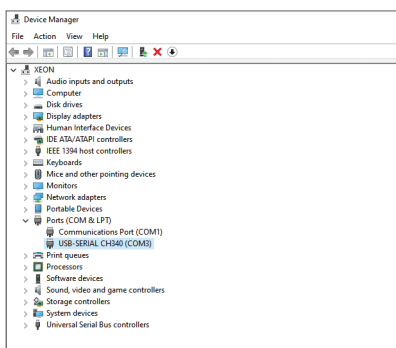 Device Manager
File Action View Help
XEON
Audio inputs and outputs
Computer
Disk drives
Display adapters
Human Interface Devices
IDE ATA/ATAPI controllers
IEEE 1394 host controllers
Keyboards
Mice and other pointing devices
Monitors
Network adapters
Portable Devices
Ports (COM & LPT)
Communications Port (COM1)
USB-SERIAL CH340 (COM3)
Print queues
Processors
Software devices
Sound, video and game controllers
Storage controllers
System devices
Universal Serial Bus controllers